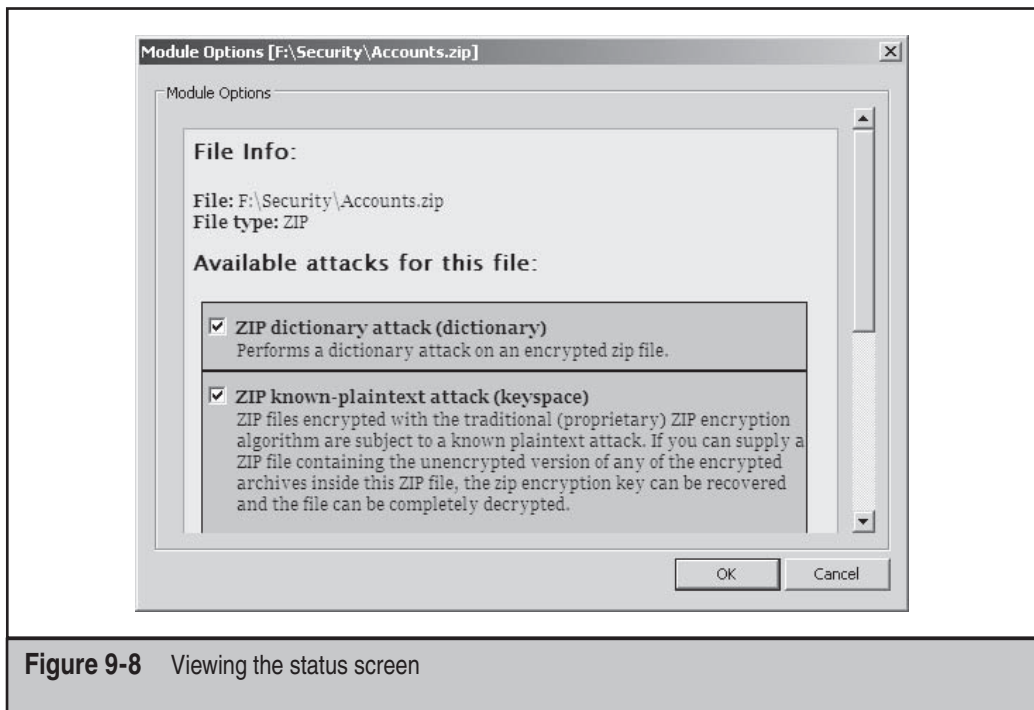 Module Options [F:\Security\Accounts.zip]
Module Options
File Info:
File: F:\Security\Accounts.zip
File type: ZIP
Available attacks for this file:
ZIP dictionary attack (dictionary)
Performs a dictionary attack on an encrypted zip file.
ZIP known-plaintext attack (keyspace)
ZIP files encrypted with the traditional (proprietary) ZIP encryption
algorithm are subject to a known plaintext attack. If you can supply a
ZIP file containing the unencrypted version of any of the encrypted
archives inside this ZIP file, the zip encryption key can be recovered
and the file can be completely decrypted.
OK Cancel
Figure 9-8 Viewing the status screen